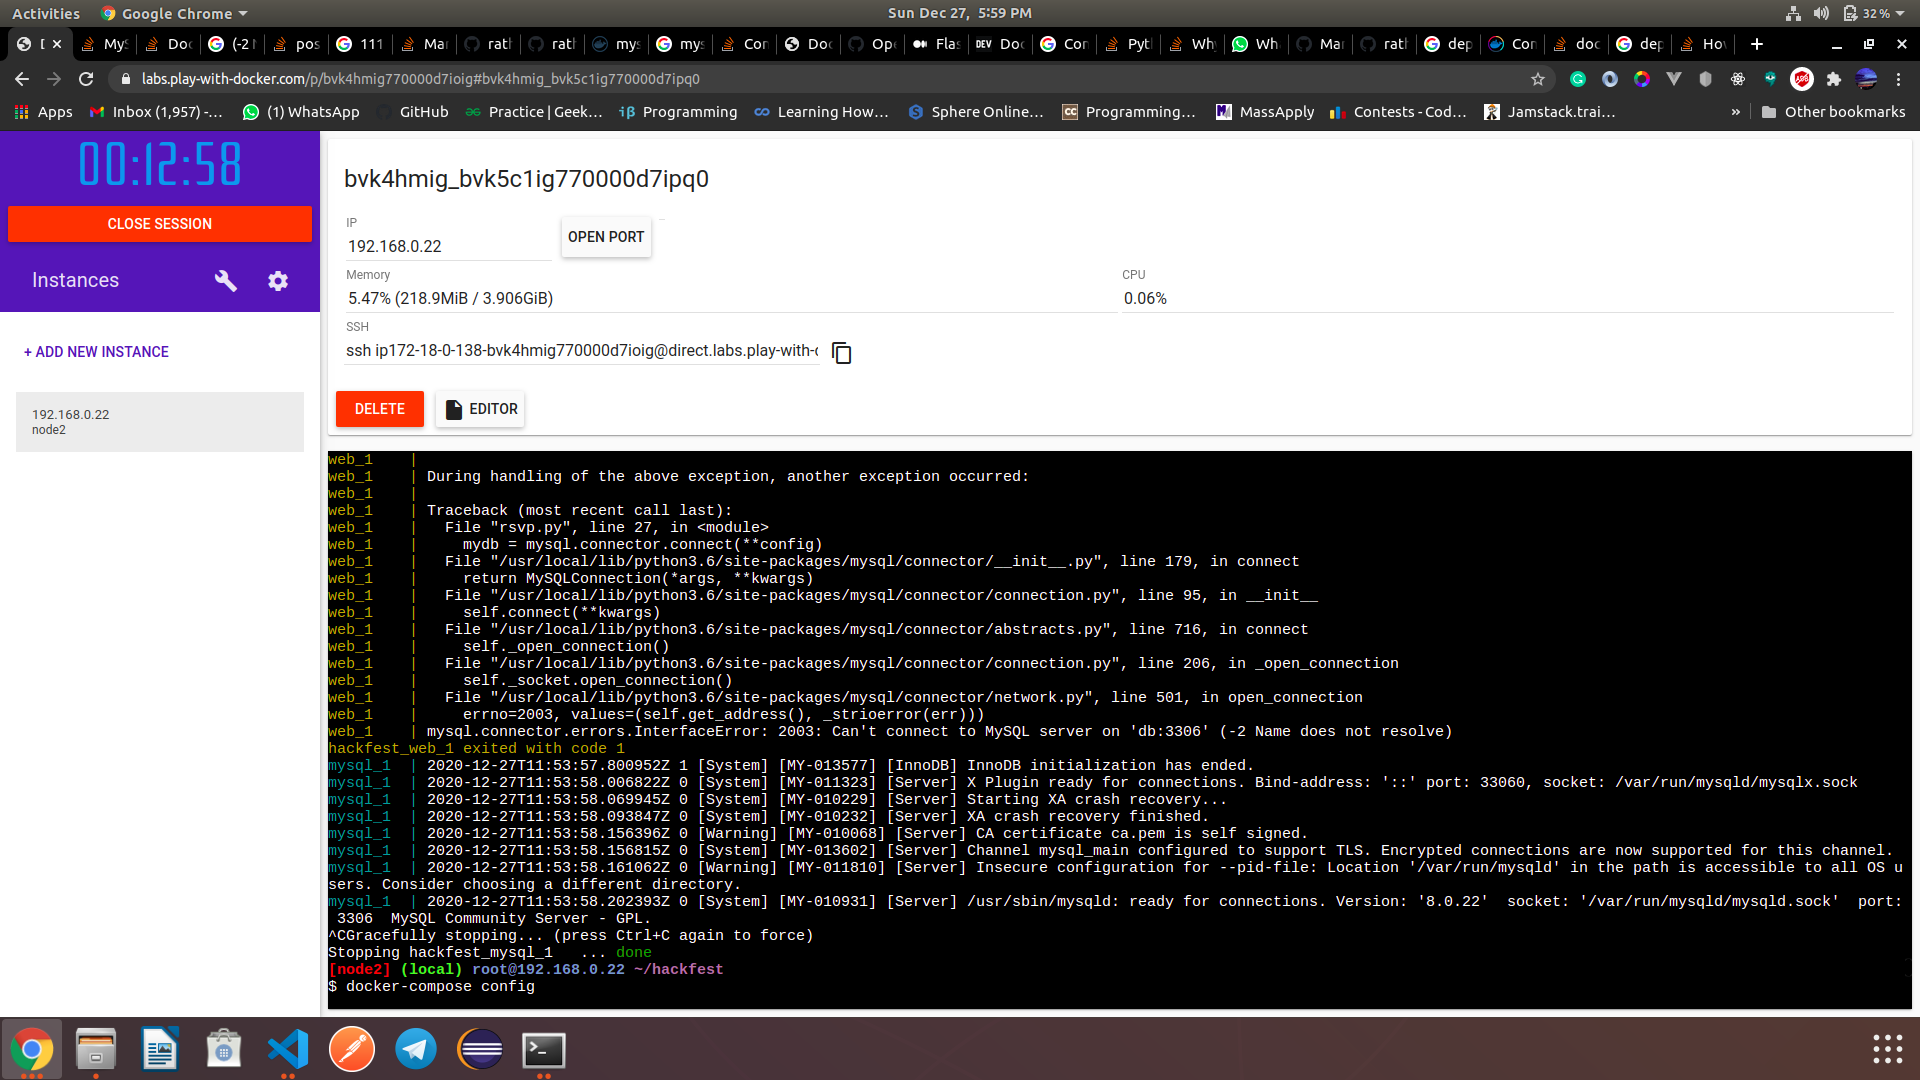 Activities
Google Chrome
Sun Dec 27, 5:59 PM
32 %
MyS
Doc
(-2 N
pos
111
Mar
rath
rath
mys
mys
Con
Doc
Ope
Flas
DEV
Doc
Con
Pyt
Why
Wh
Mar
rath
dep
Con
doc
dep
Hov
labs.play-with-docker.com/p/bvk4hmig770000d7ioig#bvk4hmig_bvk5c1ig770000d7ipq0
Apps
Inbox (1,957) -...
(1) WhatsApp
GitHub
Practice | Geek...
Programming
Learning How...
Sphere Online...
CC
Programming...
MassApply
Contests - Cod...
Jamstack.trai...
»
Other bookmarks
00:12:58
CLOSE SESSION
Instances
+ ADD NEW INSTANCE
192.168.0.22
node2
bvk4hmig_bvk5c1ig770000d7ipq0
IP
192.168.0.22
OPEN PORT
Memory
5.47% (218.9MiB / 3.906GiB)
CPU
0.06%
SSH
ssh ip172-18-0-138-bvk4hmig770000d7ioig@direct.labs.play-with-
DELETE
EDITOR
web_1    |
web_1    | During handling of the above exception, another exception occurred:
web_1    |
web_1    | Traceback (most recent call last):
web_1    |   File "rsvp.py", line 27, in <module>
web_1    |     mydb = mysql.connector.connect(**config)
web_1    |   File "/usr/local/lib/python3.6/site-packages/mysql/connector/__init__.py", line 179, in connect
web_1    |     return MySQLConnection(*args, **kwargs)
web_1    |   File "/usr/local/lib/python3.6/site-packages/mysql/connector/connection.py", line 95, in __init__
web_1    |     self.connect(**kwargs)
web_1    |   File "/usr/local/lib/python3.6/site-packages/mysql/connector/abstracts.py", line 716, in connect
web_1    |     self._open_connection()
web_1    |   File "/usr/local/lib/python3.6/site-packages/mysql/connector/connection.py", line 206, in _open_connection
web_1    |     self._socket.open_connection()
web_1    |   File "/usr/local/lib/python3.6/site-packages/mysql/connector/network.py", line 501, in open_connection
web_1    |     errno=2003, values=(self.get_address(), _strioerror(err)))
web_1    | mysql.connector.errors.InterfaceError: 2003: Can't connect to MySQL server on 'db:3306' (-2 Name does not resolve)
hackfest_web_1 exited with code 1
mysql_1  | 2020-12-27T11:53:57.800952Z 1 [System] [MY-013577] [InnoDB] InnoDB initialization has ended.
mysql_1  | 2020-12-27T11:53:58.006822Z 0 [System] [MY-011323] [Server] X Plugin ready for connections. Bind-address: '::' port: 33060, socket: /var/run/mysqld/mysqlx.sock
mysql_1  | 2020-12-27T11:53:58.069945Z 0 [System] [MY-010229] [Server] Starting XA crash recovery...
mysql_1  | 2020-12-27T11:53:58.093847Z 0 [System] [MY-010232] [Server] XA crash recovery finished.
mysql_1  | 2020-12-27T11:53:58.156396Z 0 [Warning] [MY-010068] [Server] CA certificate ca.pem is self signed.
mysql_1  | 2020-12-27T11:53:58.156815Z 0 [System] [MY-013602] [Server] Channel mysql_main configured to support TLS. Encrypted connections are now supported for this channel.
mysql_1  | 2020-12-27T11:53:58.161062Z 0 [Warning] [MY-011810] [Server] Insecure configuration for --pid-file: Location '/var/run/mysqld' in the path is accessible to all OS u
sers. Consider choosing a different directory.
mysql_1  | 2020-12-27T11:53:58.202393Z 0 [System] [MY-010931] [Server] /usr/sbin/mysqld: ready for connections. Version: '8.0.22'  socket: '/var/run/mysqld/mysqld.sock'  port:
 3306  MySQL Community Server - GPL.
^CGracefully stopping... (press Ctrl+C again to force)
Stopping hackfest_mysql_1   ... done
[node2] (local) root@192.168.0.22 ~/hackfest
$ docker-compose config